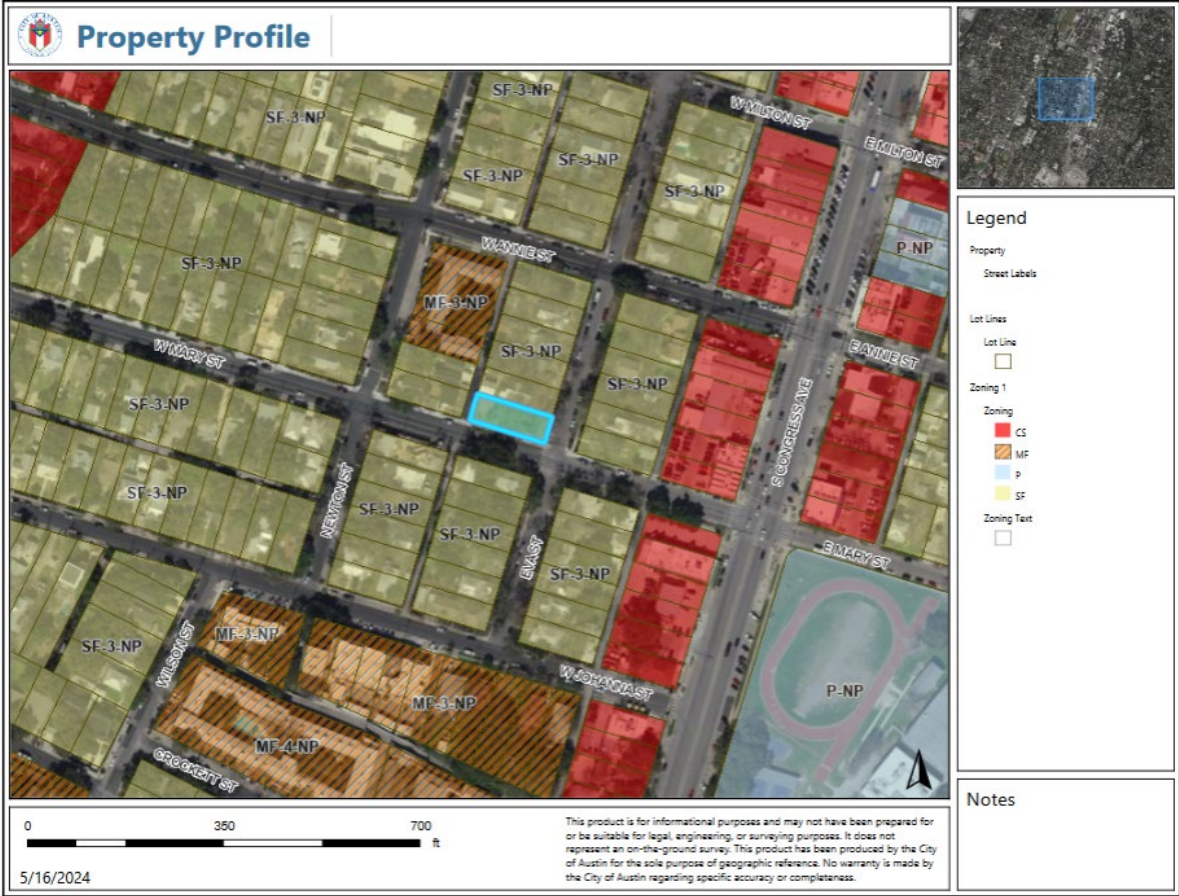 Property Profile
SF-3-NP
SF-3-NP
W MILTON ST
E MILTON ST
SF-3-NP
SF-3-NP
SF-3-NP
P-NP
W ANNIE ST
SF-3-NP
MF-3-NP
SF-3-NP
E ANNIE ST
W MARY ST
SF-3-NP
SF-3-NP
S CONGRESS AVE
SF-3-NP
NEWTON ST
SF-3-NP
SF-3-NP
EVA ST
E MARY ST
SF-3-NP
MF-3-NP
SF-3-NP
WILSON ST
W JOHANNA ST
MF-3-NP
P-NP
MF-4-NP
CROCKETT ST
Legend
Property
Street Labels
Lot Lines
Lot Line
Zoning 1
Zoning
CS
MF
P
SF
Zoning Text
Notes
0 350 700
ft
5/16/2024
This product is for informational purposes and may not have been prepared for
or be suitable for legal, engineering, or surveying purposes. It does not
represent an on-the-ground survey. This product has been produced by the City
of Austin for the sole purpose of geographic reference. No warranty is made by
the City of Austin regarding specific accuracy or completeness.